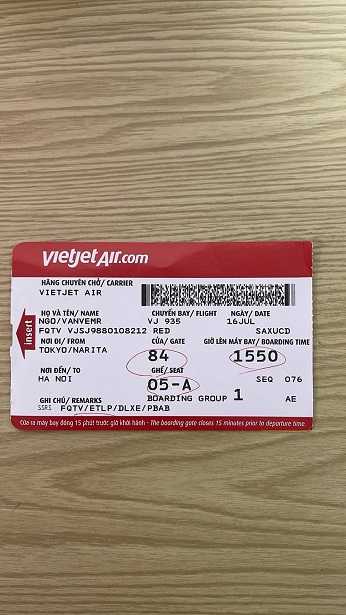 vietjetAir.com
HÃNG CHUYÊN CHỞ/ CARRIER
VIETJET AIR
HỌ VÀ TÊN/ NAME CHUYẾN BAY/ FLIGHT NGÀY/ DATE
NGO/VANVEMR VJ 935 16JUL
FQTV VJSJ9880108212 RED SAXUCD
NƠI ĐI/ FROM CỬA/ GATE GIỜ LÊN MÁY BAY/ BOARDING TIME
TOKYO/NARITA 84 1550
NƠI ĐẾN/ TO GHẾ/ SEAT
HA NOI 05-A SEQ 076
BOARDING GROUP 1 AE
GHI CHÚ/ REMARKS
SSRS FQTV/ETLP/DLXE/PBAB
Cửa ra máy bay đóng 15 phút trước giờ khởi hành - The boarding gate closes 15 minutes prior to departure time.
insert